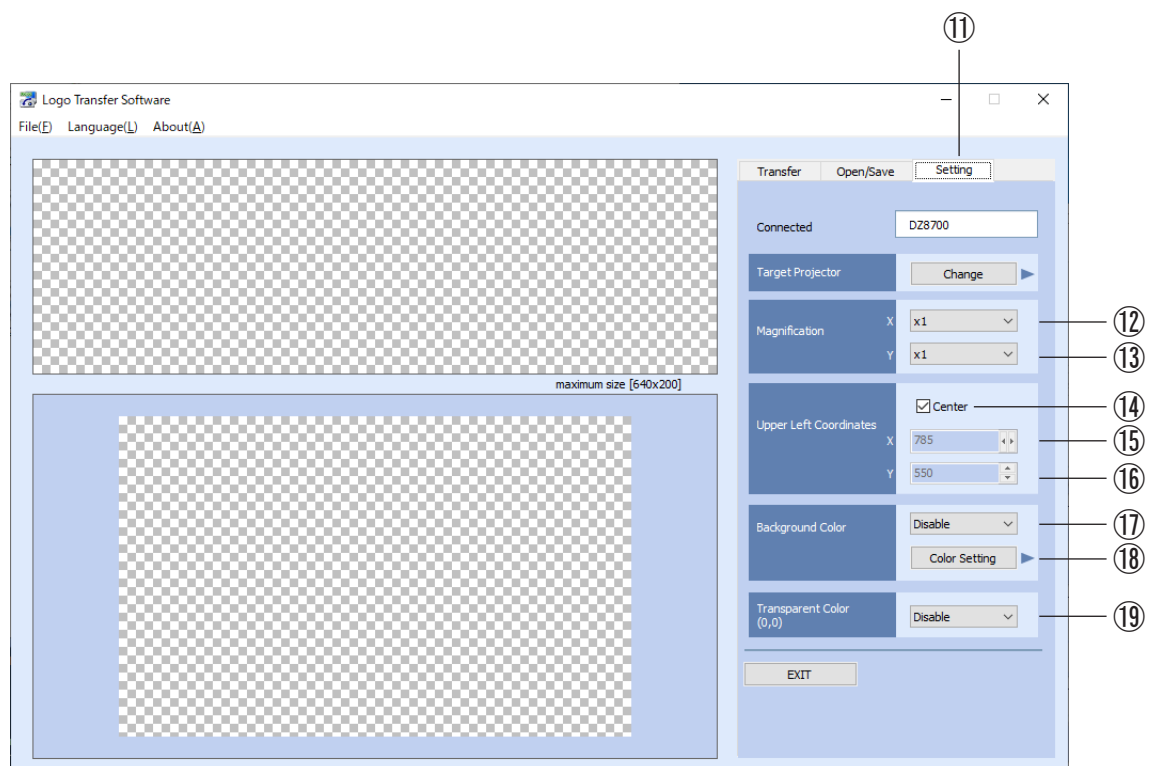 ⑪
Logo Transfer Software
File(F) Language(L) About(A)
Transfer Open/Save Setting
Connected DZ8700
Target Projector Change
Magnification X x1 ⑫
Y x1 ⑬
maximum size [640x200]
Center ⑭
Upper Left Coordinates
X 785 ⑮
Y 550 ⑯
Background Color Disable ⑰
Color Setting ⑱
Transparent Color
(0,0) Disable ⑲
EXIT